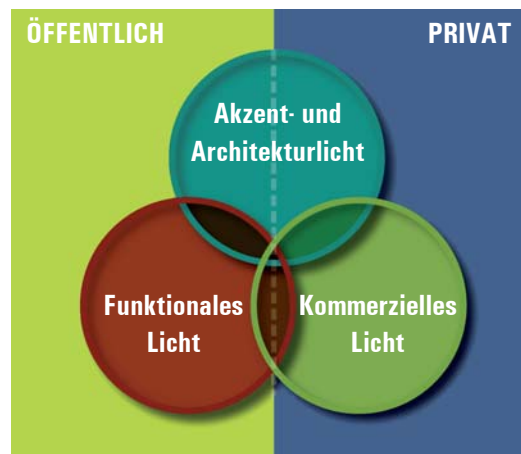 ÖFFENTLICH
PRIVAT
Akzent- und
Architekturlicht
Funktionales
Licht
Kommerzielles
Licht